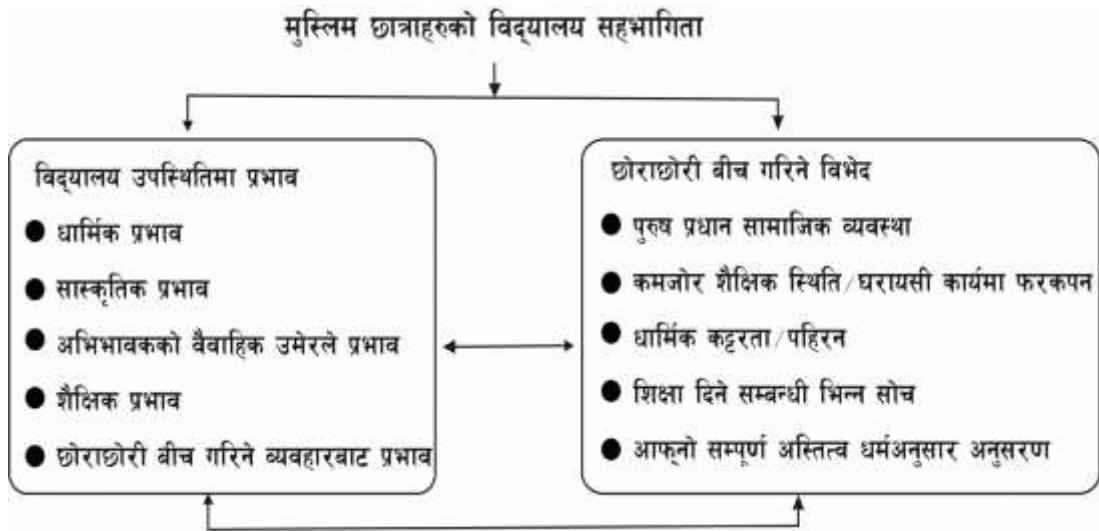 मुस्लिम छात्राहरुको विद्‌यालय सहभागिता
विद्‌यालय उपस्थितिमा प्रभाव
● धार्मिक प्रभाव
● सास्कृतिक प्रभाव
● अभिभावकको वैवाहिक उमेरले प्रभाव
● शैक्षिक प्रभाव
● छोराछोरी बीच गरिने व्यवहारबाट प्रभाव
छोराछोरी बीच गरिने विभेद
● पुरुष प्रधान सामाजिक व्यवस्था
● कमजोर शैक्षिक स्थिति/घरायसी कार्यमा फरकपन
● धार्मिक कट्टरता/पहिरन
● शिक्षा दिने सम्बन्धी भिन्न सोच
● आफ्‌नो सम्पूर्ण अस्तित्व धर्मअनुसार अनुसरण